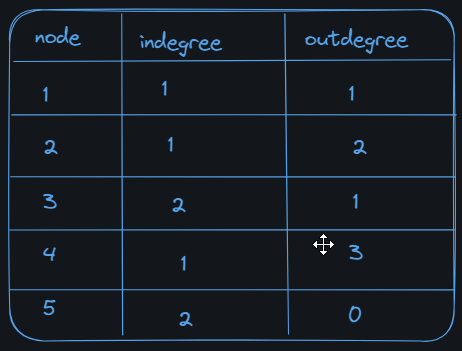 node indegree outdegree
1 1 1
2 1 2
3 2 1
4 1 3
5 2 0